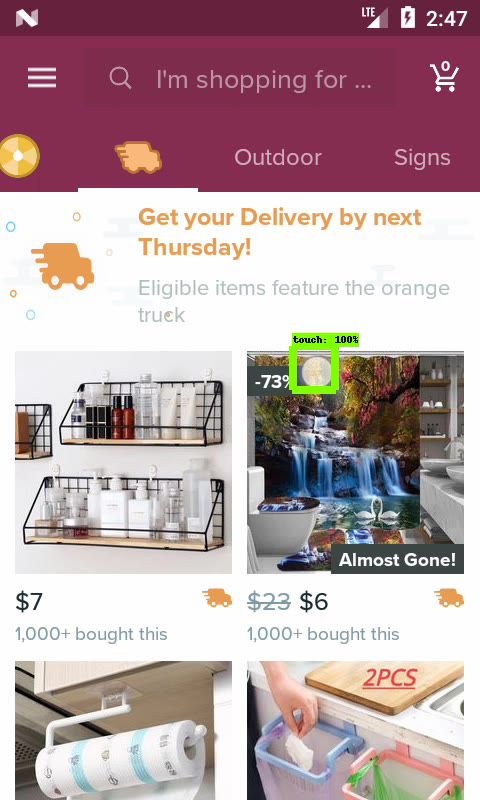 LTE 2:47
I'm shopping for ...
0
Outdoor
Signs
Get your Delivery by next
Thursday!
Eligible items feature the orange
truck
touch: 100%
-73%
Almost Gone!
$7
$23 $6
1,000+ bought this
1,000+ bought this
2PCS